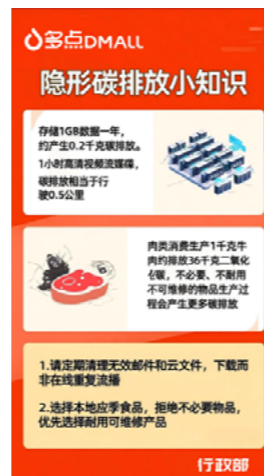 多点DMALL
隐形碳排放小知识
存储1GB数据一年，
约产生0.2千克碳排放。
1小时高清视频流媒体，
碳排放相当于行
驶0.5公里
肉类消费生产1千克牛
肉约排放36千克二氧化
碳，不必要、不耐用
不可维修的物品生产过
程会产生更多碳排放
1.请定期清理无效邮件和云文件，下载而
非在线重复流播
2.选择本地应季食品，拒绝不必要物品，
优先选择耐用可维修产品
行政部